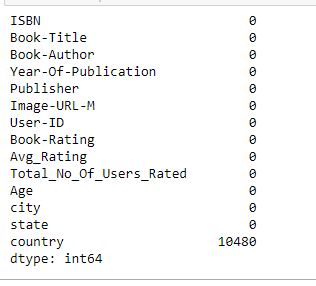 ISBN 0
Book-Title 0
Book-Author 0
Year-Of-Publication 0
Publisher 0
Image-URL-M 0
User-ID 0
Book-Rating 0
Avg_Rating 0
Total_No_Of_Users_Rated 0
Age 0
city 0
state 0
country 10480
dtype: int64